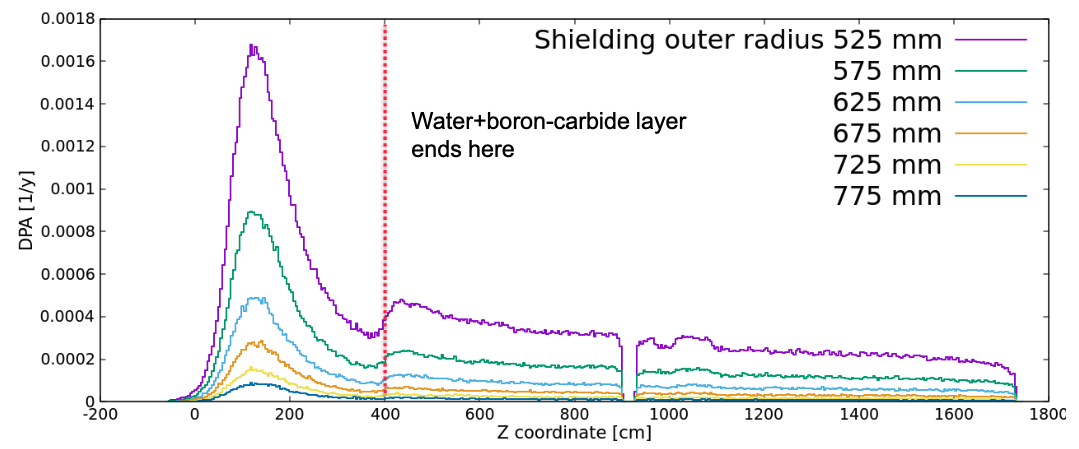 0.0018
0.0016
0.0014
0.0012
0.001
0.0008
0.0006
0.0004
0.0002
0
DPA [1/y]
-200
0
200
400
600
800
1000
1200
1400
1600
1800
Z coordinate [cm]
Water+boron-carbide layer
ends here
Shielding outer radius 525 mm
575 mm
625 mm
675 mm
725 mm
775 mm